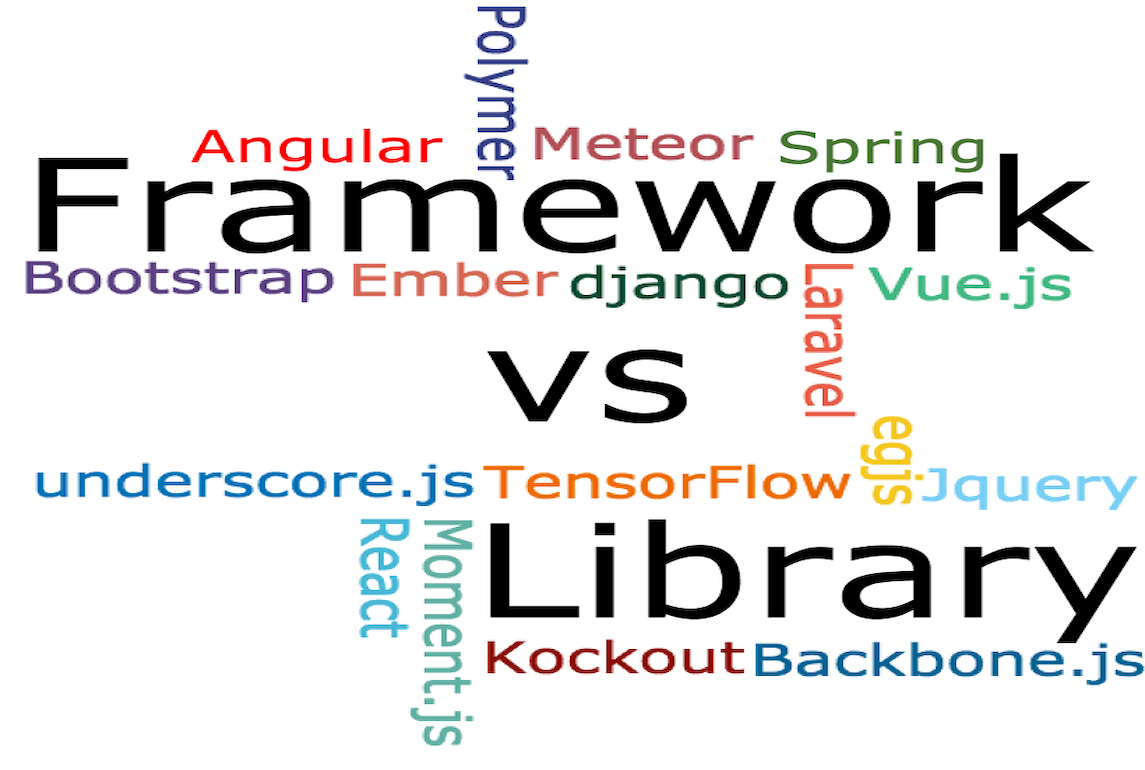 Polymer
Angular
Meteor
Spring
Framework
Bootstrap
Ember
django
Laravel
Vue.js
vs
egjs
underscore.js
TensorFlow
Jquery
React
Moment.js
Library
Kockout
Backbone.js